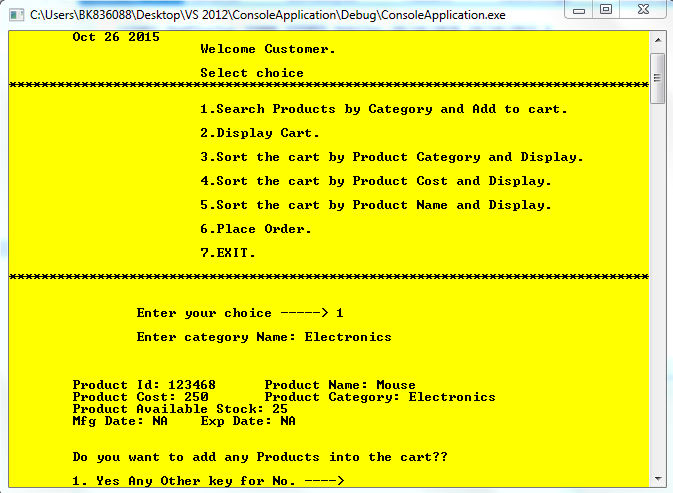 C:\Users\BK836088\Desktop\VS 2012\ConsoleApplication\Debug\ConsoleApplication.exe
Oct 26 2015
Welcome Customer.
Select choice
********************************************************************************
1.Search Products by Category and Add to cart.
2.Display Cart.
3.Sort the cart by Product Category and Display.
4.Sort the cart by Product Cost and Display.
5.Sort the cart by Product Name and Display.
6.Place Order.
7.EXIT.
********************************************************************************
Enter your choice -----> 1
Enter category Name: Electronics
Product Id: 123468 Product Name: Mouse
Product Cost: 250 Product Category: Electronics
Product Available Stock: 25
Mfg Date: NA Exp Date: NA
Do you want to add any Products into the cart??
1. Yes Any Other key for No. ---->